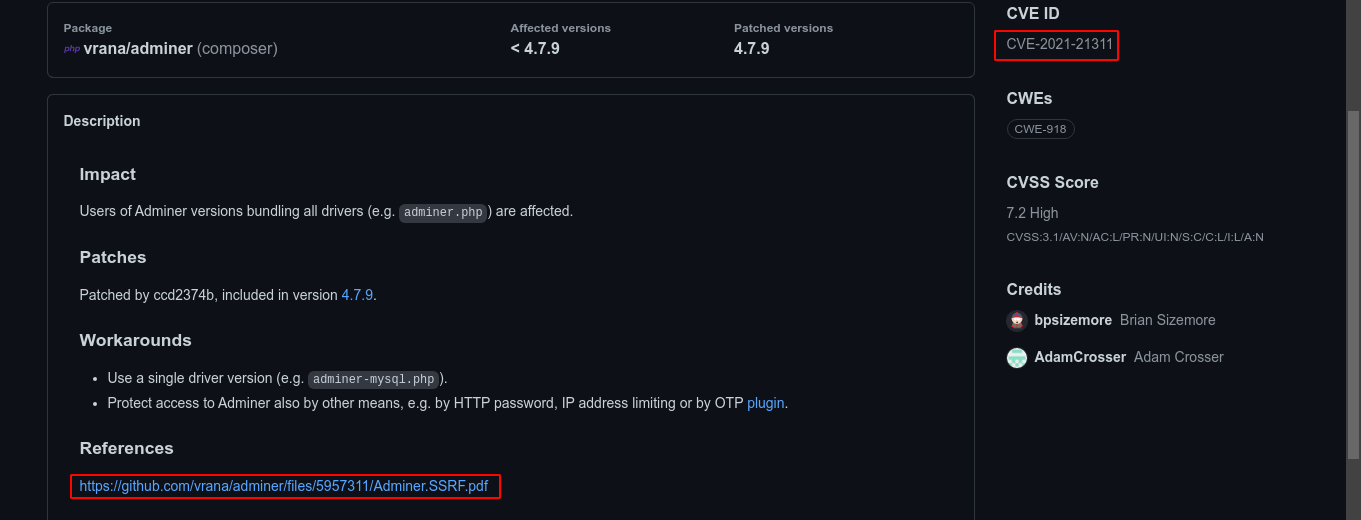 Package
Affected versions
Patched versions
php vrana/adminer (composer)
< 4.7.9
4.7.9
Description
Impact
Users of Adminer versions bundling all drivers (e.g. adminer.php) are affected.
Patches
Patched by ccd2374b, included in version 4.7.9.
Workarounds
• Use a single driver version (e.g. adminer-mysql.php).
• Protect access to Adminer also by other means, e.g. by HTTP password, IP address limiting or by OTP plugin.
References
https://github.com/vrana/adminer/files/5957311/Adminer.SSRF.pdf
CVE ID
CVE-2021-21311
CWEs
CWE-918
CVSS Score
7.2 High
CVSS:3.1/AV:N/AC:L/PR:N/UI:N/S:C/C:L/I:L/A:N
Credits
bpsizemore Brian Sizemore
AdamCrosser Adam Crosser